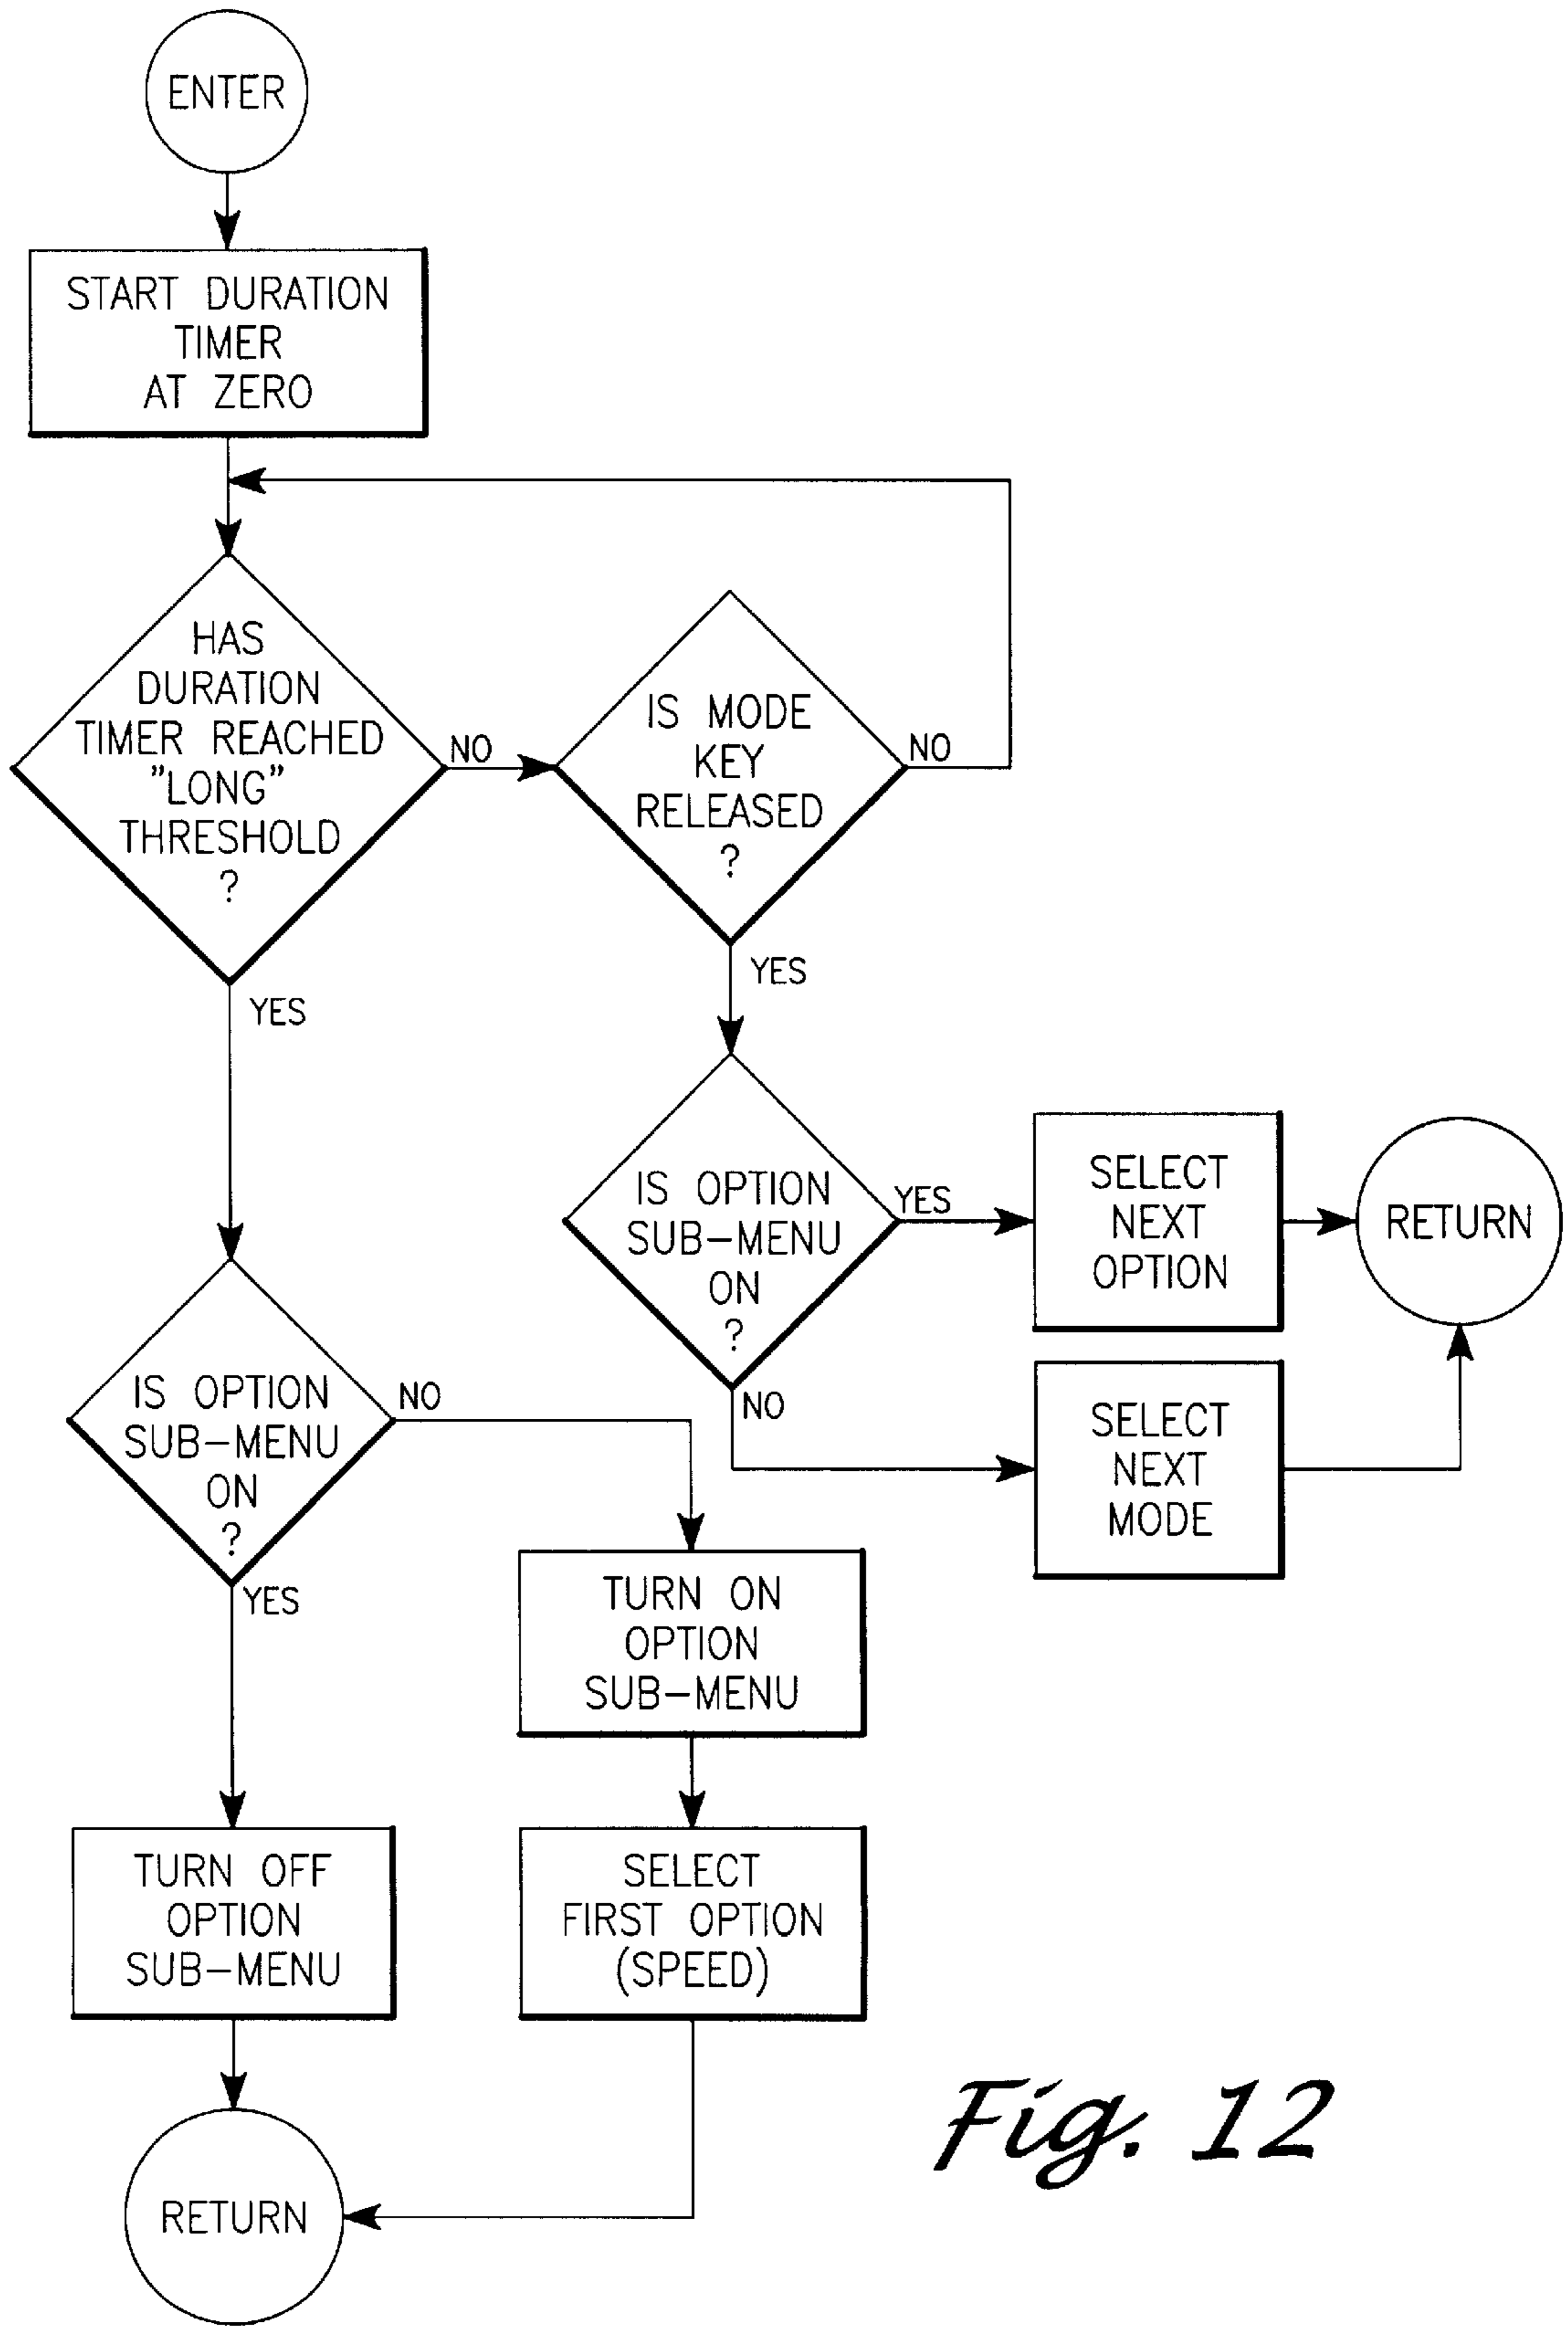 ENTER
START DURATION
TIMER
AT ZERO
HAS
DURATION
TIMER REACHED
"LONG"
THRESHOLD
?
NO
YES
IS MODE
KEY
RELEASED
?
NO
YES
IS OPTION
SUB-MENU
ON
?
YES
NO
SELECT
NEXT
OPTION
RETURN
SELECT
NEXT
MODE
IS OPTION
SUB-MENU
ON
?
NO
YES
TURN ON
OPTION
SUB-MENU
SELECT
FIRST OPTION
(SPEED)
TURN OFF
OPTION
SUB-MENU
RETURN
Fig. 12